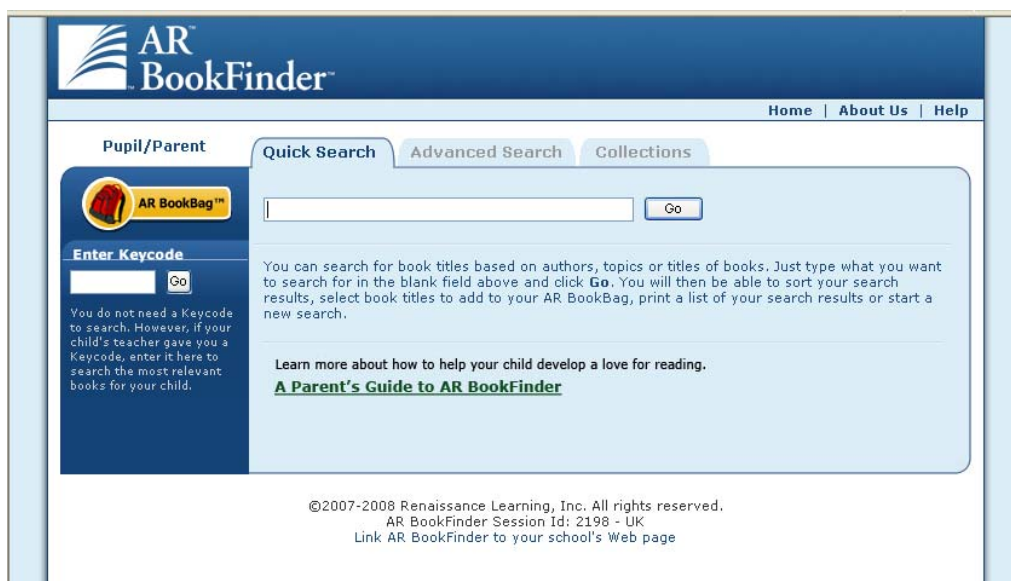 AR™
BookFinder™
Home | About Us | Help
Pupil/Parent
Quick Search
Advanced Search
Collections
AR BookBag™
Go
Enter Keycode
Go
You do not need a Keycode
to search. However, if your
child's teacher gave you a
Keycode, enter it here to
search the most relevant
books for your child.
You can search for book titles based on authors, topics or titles of books. Just type what you want
to search for in the blank field above and click Go. You will then be able to sort your search
results, select book titles to add to your AR BookBag, print a list of your search results or start a
new search.
Learn more about how to help your child develop a love for reading.
A Parent's Guide to AR BookFinder
©2007-2008 Renaissance Learning, Inc. All rights reserved.
AR BookFinder Session Id: 2198 - UK
Link AR BookFinder to your school's Web page